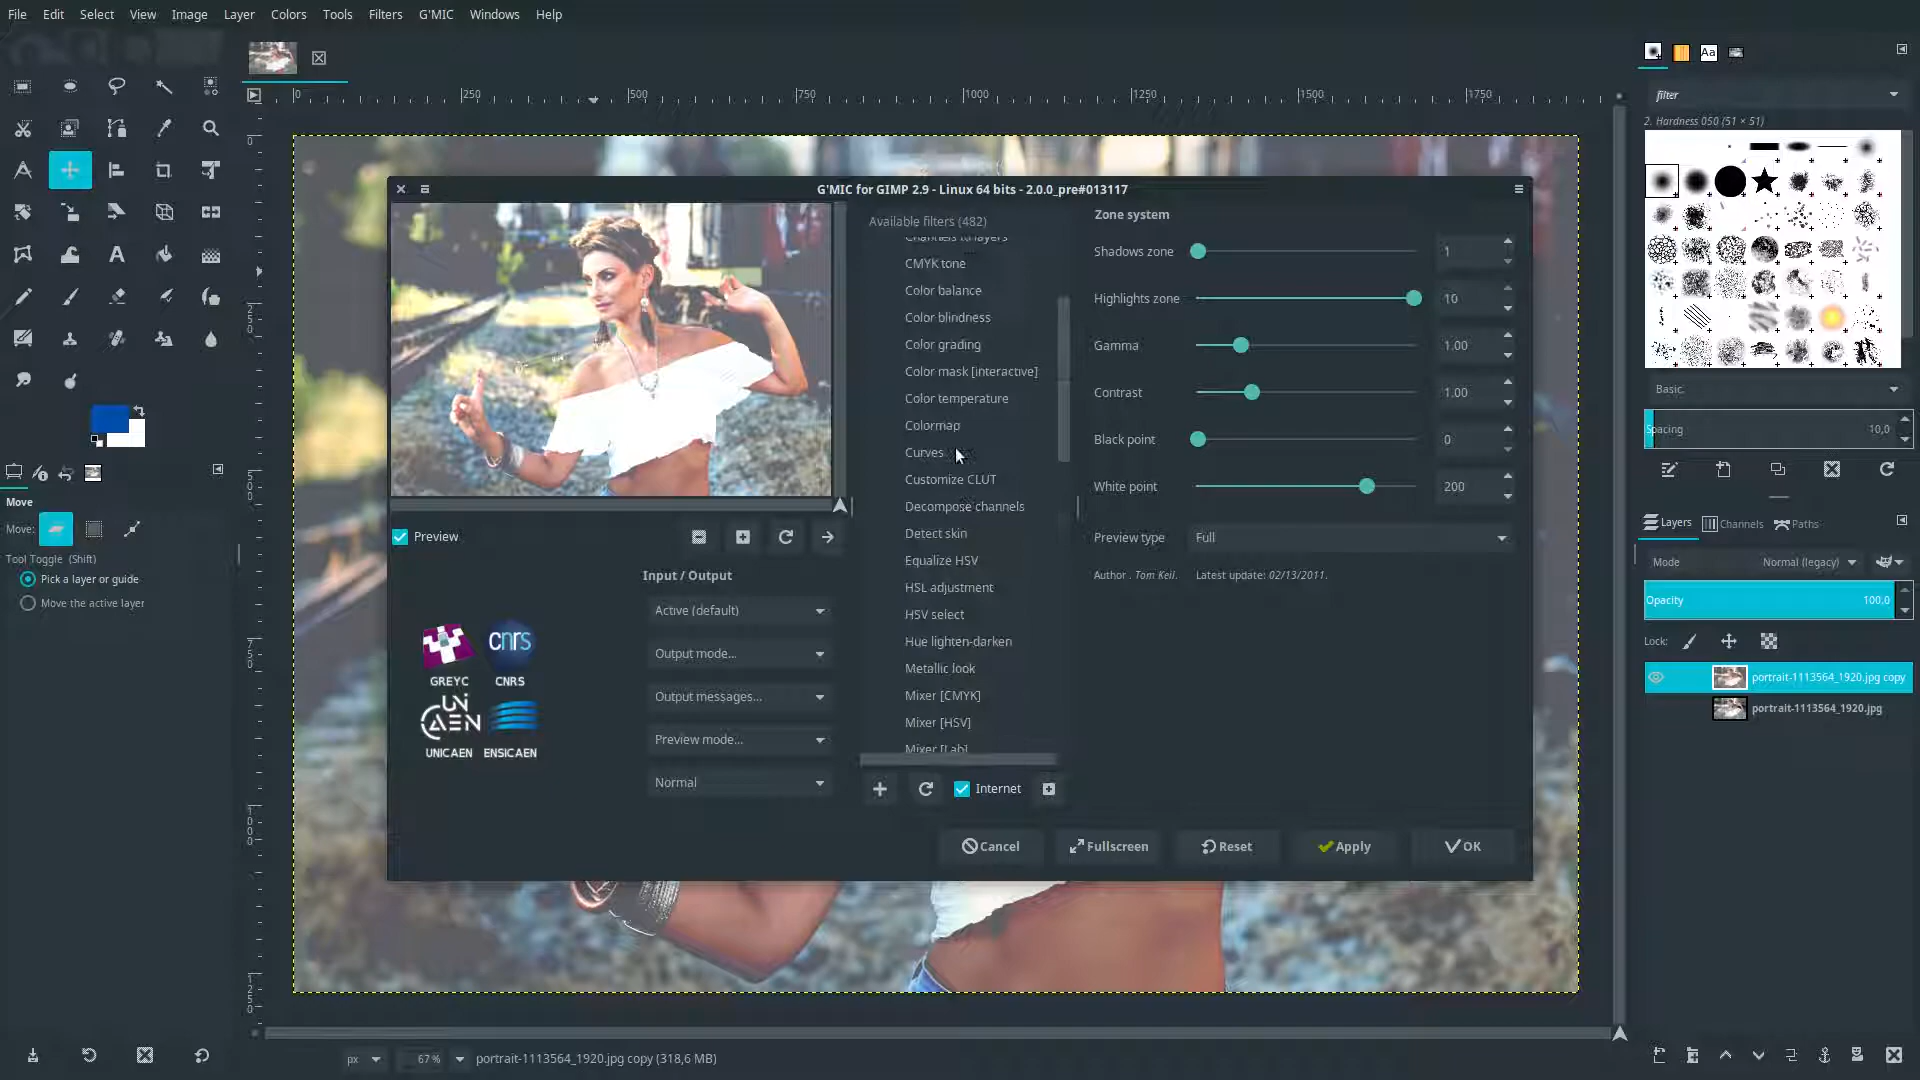 File Edit Select View Image Layer Colors Tools Filters G'MIC Windows Help
0 250 500 750 1000 1250 1500 1750
filter
2. Hardness 050 (51 × 51)
Aa
G'MIC for GIMP 2.9 - Linux 64 bits - 2.0.0_pre#013117
Available filters (482)
Channels to layers
CMYK tone
Color balance
Color blindness
Color grading
Color mask [interactive]
Color temperature
Colormap
Curves
Customize CLUT
Decompose channels
Detect skin
Equalize HSV
HSL adjustment
HSV select
Hue lighten-darken
Metallic look
Mixer [CMYK]
Mixer [HSV]
Mixer [Lab]
Internet
Zone system
Shadows zone 1
Highlights zone 10
Gamma 1.00
Contrast 1.00
Black point 0
White point 200
Preview type Full
Author . Tom Keil. Latest update: 02/13/2011.
Preview
Input / Output
Active (default)
Output mode...
Output messages...
Preview mode...
Normal
GREYC
cnrs
CNRS
UNICAEN
UNICAEN
ENSICAEN
Cancel Fullscreen Reset Apply OK
Move
Move:
Tool Toggle (Shift)
Pick a layer or guide
Move the active layer
Basic.
Spacing 10,0
Layers Channels Paths
Mode Normal (legacy)
Opacity 100,0
Lock:
portrait-1113564_1920.jpg copy
portrait-1113564_1920.jpg
px 67 % portrait-1113564_1920.jpg copy (318,6 MB)